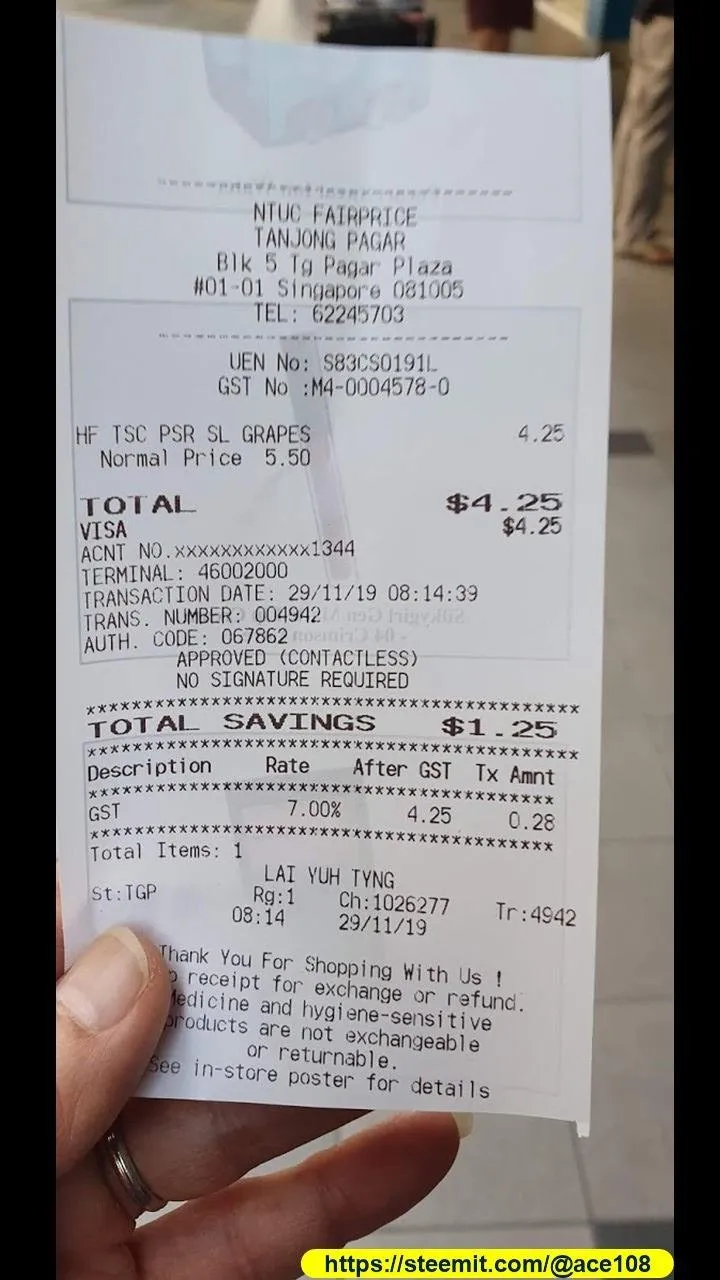 NTUC FAIRPRICE
TANJONG PAGAR
Blk 5 Tg Pagar Plaza
#01-01 Singapore 081005
TEL: 62245703
UEN No: S83CS0191L
GST No :M4-0004578-0
HF TSC PSR SL GRAPES 4.25
Normal Price 5.50
TOTAL $4.25
VISA $4.25
ACNT NO.xxxxxxxxxxxx1344
TERMINAL: 46002000
TRANSACTION DATE: 29/11/19 08:14:39
TRANS. NUMBER: 004942
AUTH. CODE: 067862
APPROVED (CONTACTLESS)
NO SIGNATURE REQUIRED
********************************************
TOTAL SAVINGS $1.25
********************************************
Description Rate After GST Tx Amnt
********************************************
GST 7.00% 4.25 0.28
********************************************
Total Items: 1
LAI YUH TYNG
St:TGP Rg:1 Ch:1026277 Tr:4942
08:14 29/11/19
Thank You For Shopping With Us !
receipt for exchange or refund.
Medicine and hygiene-sensitive
products are not exchangeable
or returnable.
See in-store poster for details
https://steemit.com/@ace108